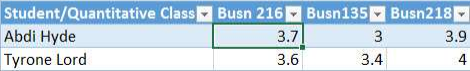 Student/Quantitative Class Busn 216 Busn135 Busn218
Abdi Hyde 3.7 3 3.9
Tyrone Lord 3.6 3.4 4